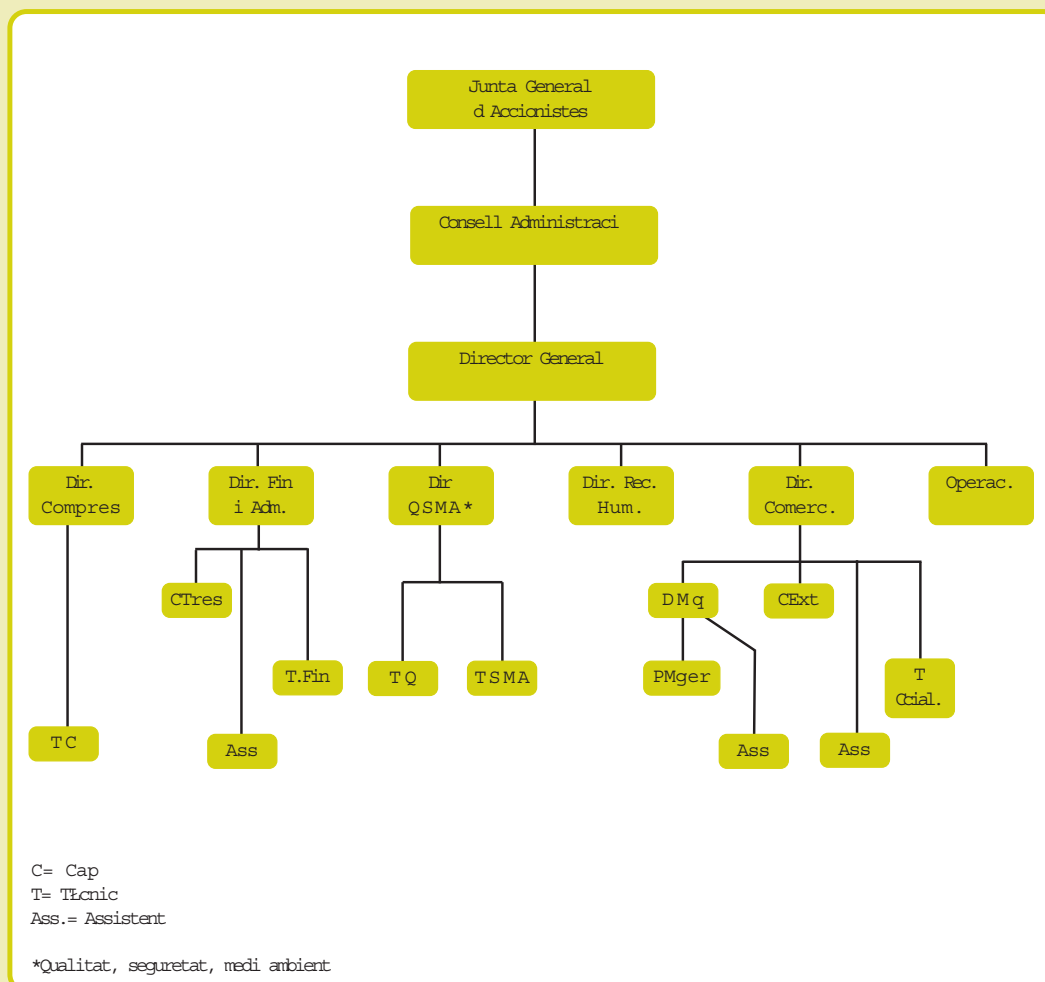 Junta General
d Accionistes
Consell Administraci
Director General
Dir.
Compres
Dir. Fin
i Adm.
Dir
QSMA*
Dir. Rec.
Hum.
Dir.
Comerc.
Operac.
CTres
DMq
CExt
T.Fin
TQ
TSMA
PMger
T
Ccial.
TC
Ass
Ass
Ass
C= Cap
T= TŁcnic
Ass.= Assistent
*Qualitat, seguretat, medi ambient